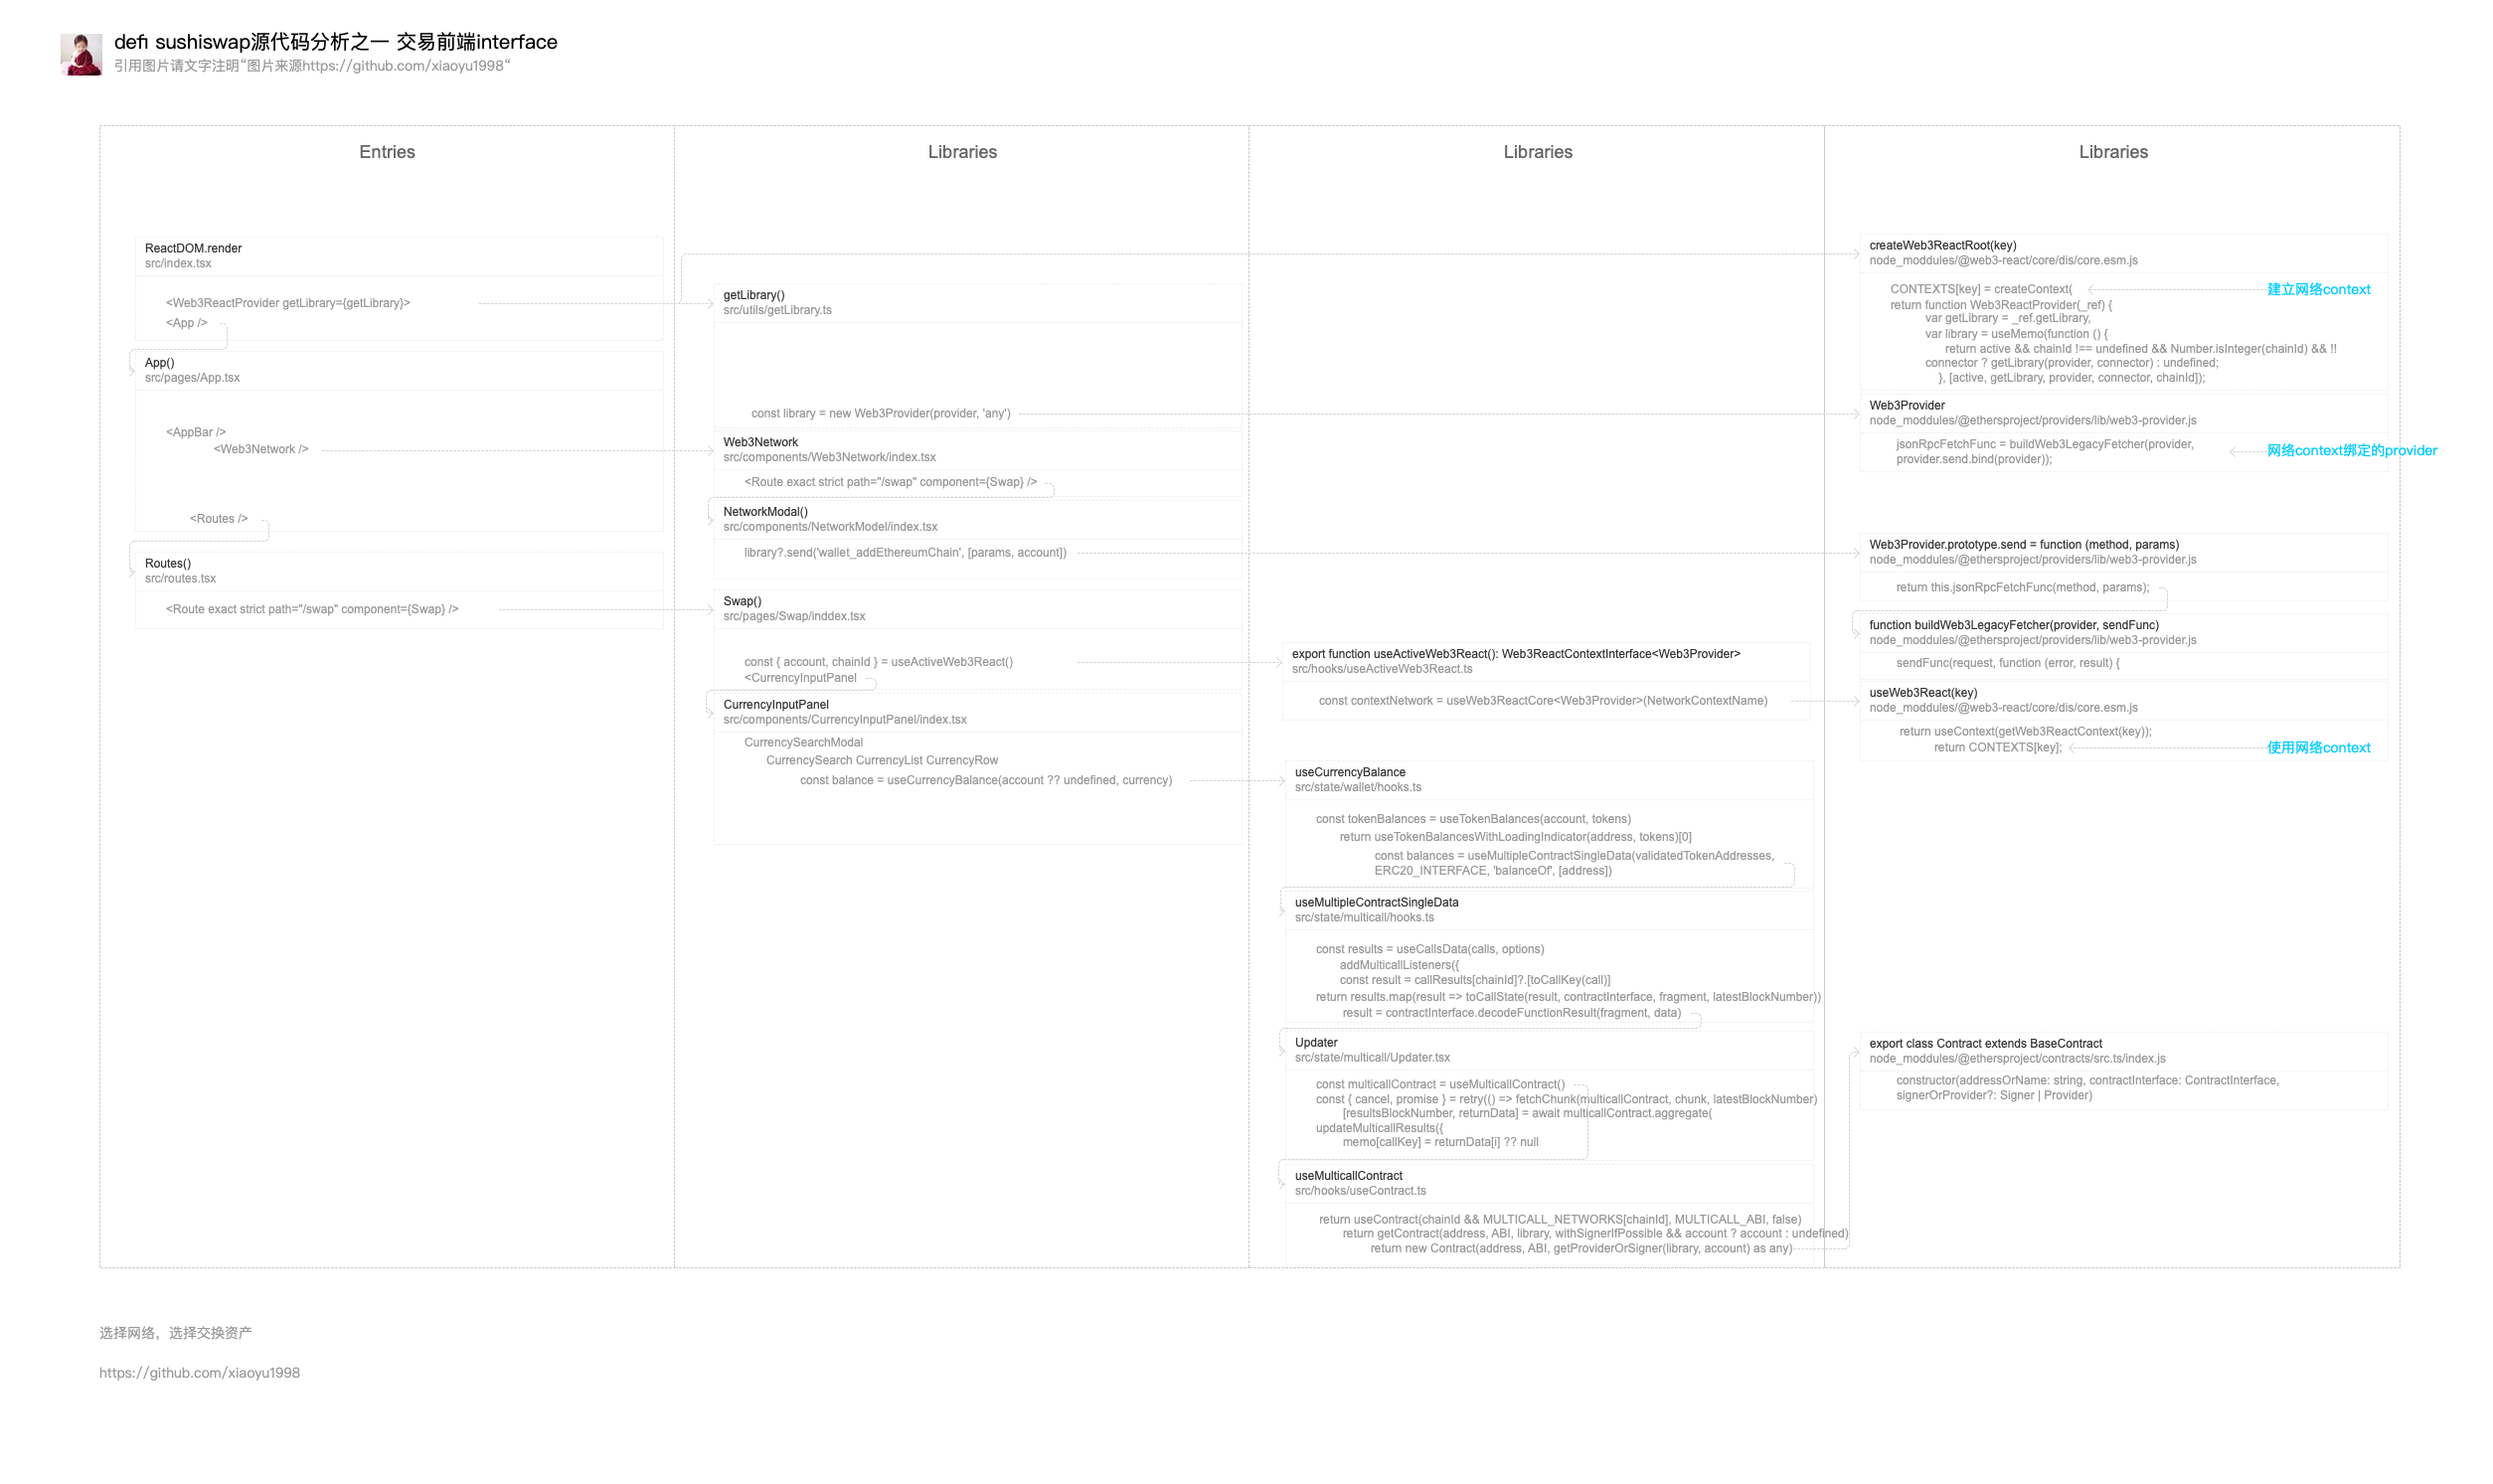 defi sushiswap源代码分析之一 交易前端interface
引用图片请文字注明“图片来源https://github.com/xiaoyu1998“
Entries
ReactDOM.render
src/index.tsx
<Web3ReactProvider getLibrary={getLibrary}>
<App />
App()
src/pages/App.tsx
<AppBar />
<Web3Network />
<Routes />
Routes()
src/routes.tsx
<Route exact strict path="/swap" component={Swap} />
Libraries
getLibrary()
src/utils/getLibrary.ts
const library = new Web3Provider(provider, 'any')
Web3Network
src/components/Web3Network/index.tsx
<Route exact strict path="/swap" component={Swap} />
NetworkModal()
src/components/NetworkModel/index.tsx
library?.send('wallet_addEthereumChain', [params, account])
Swap()
src/pages/Swap/inddex.tsx
const { account, chainId } = useActiveWeb3React()
<CurrencyInputPanel
CurrencyInputPanel
src/components/CurrencyInputPanel/index.tsx
CurrencySearchModal
CurrencySearch CurrencyList CurrencyRow
const balance = useCurrencyBalance(account ?? undefined, currency)
Libraries
export function useActiveWeb3React(): Web3ReactContextInterface<Web3Provider>
src/hooks/useActiveWeb3React.ts
const contextNetwork = useWeb3ReactCore<Web3Provider>(NetworkContextName)
useCurrencyBalance
src/state/wallet/hooks.ts
const tokenBalances = useTokenBalances(account, tokens)
return useTokenBalancesWithLoadingIndicator(address, tokens)[0]
const balances = useMultipleContractSingleData(validatedTokenAddresses,
ERC20_INTERFACE, 'balanceOf', [address])
useMultipleContractSingleData
src/state/multicall/hooks.ts
const results = useCallsData(calls, options)
addMulticallListeners({
const result = callResults[chainId]?.[toCallKey(call)]
return results.map(result => toCallState(result, contractInterface, fragment, latestBlockNumber))
result = contractInterface.decodeFunctionResult(fragment, data)
Updater
src/state/multicall/Updater.tsx
const multicallContract = useMulticallContract()
const { cancel, promise } = retry(() => fetchChunk(multicallContract, chunk, latestBlockNumber)
[resultsBlockNumber, returnData] = await multicallContract.aggregate(
updateMulticallResults({
memo[callKey] = returnData[i] ?? null
useMulticallContract
src/hooks/useContract.ts
return useContract(chainId && MULTICALL_NETWORKS[chainId], MULTICALL_ABI, false)
return getContract(address, ABI, library, withSignerIfPossible && account ? account : undefined)
return new Contract(address, ABI, getProviderOrSigner(library, account) as any)
Libraries
createWeb3ReactRoot(key)
node_moddules/@web3-react/core/dis/core.esm.js
CONTEXTS[key] = createContext(
建立网络context
return function Web3ReactProvider(_ref) {
var getLibrary = _ref.getLibrary,
var library = useMemo(function () {
return active && chainId !== undefined && Number.isInteger(chainId) && !!
connector ? getLibrary(provider, connector) : undefined;
}, [active, getLibrary, provider, connector, chainId]);
Web3Provider
node_moddules/@ethersproject/providers/lib/web3-provider.js
jsonRpcFetchFunc = buildWeb3LegacyFetcher(provider,
provider.send.bind(provider));
网络context绑定的provider
Web3Provider.prototype.send = function (method, params)
node_moddules/@ethersproject/providers/lib/web3-provider.js
return this.jsonRpcFetchFunc(method, params);
function buildWeb3LegacyFetcher(provider, sendFunc)
node_moddules/@ethersproject/providers/lib/web3-provider.js
sendFunc(request, function (error, result) {
useWeb3React(key)
node_moddules/@web3-react/core/dis/core.esm.js
return useContext(getWeb3ReactContext(key));
return CONTEXTS[key];
使用网络context
export class Contract extends BaseContract
node_moddules/@ethersproject/contracts/src.ts/index.js
constructor(addressOrName: string, contractInterface: ContractInterface,
signerOrProvider?: Signer | Provider)
选择网络，选择交换资产
https://github.com/xiaoyu1998